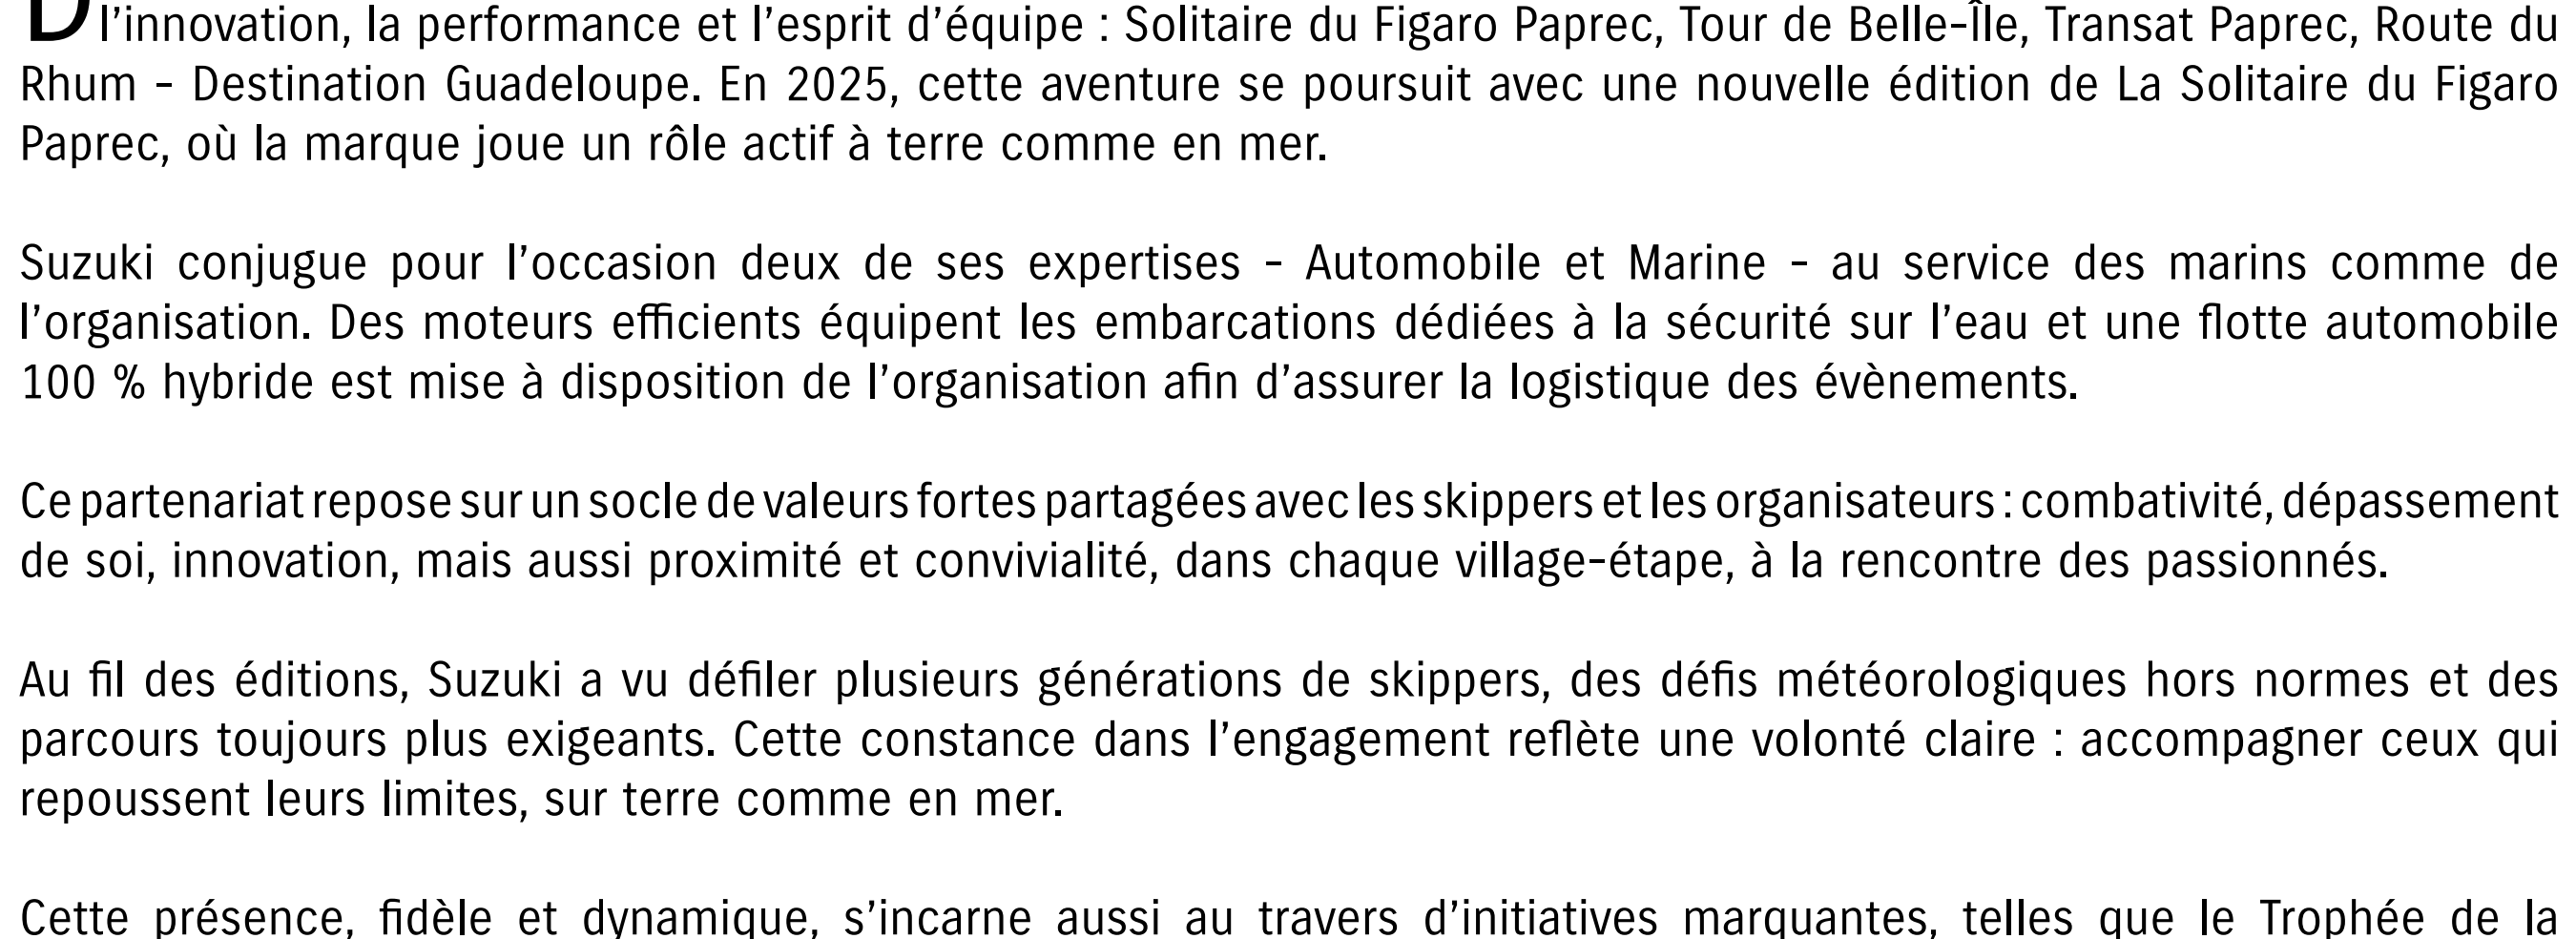 D l’innovation, la performance et l’esprit d’équipe : Solitaire du Figaro Paprec, Tour de Belle-Île, Transat Paprec, Route du
Rhum - Destination Guadeloupe. En 2025, cette aventure se poursuit avec une nouvelle édition de La Solitaire du Figaro
Paprec, où la marque joue un rôle actif à terre comme en mer.
Suzuki conjugue pour l’occasion deux de ses expertises - Automobile et Marine - au service des marins comme de
l’organisation. Des moteurs efficients équipent les embarcations dédiées à la sécurité sur l’eau et une flotte automobile
100 % hybride est mise à disposition de l’organisation afin d’assurer la logistique des évènements.
Ce partenariat repose sur un socle de valeurs fortes partagées avec les skippers et les organisateurs : combativité, dépassement
de soi, innovation, mais aussi proximité et convivialité, dans chaque village-étape, à la rencontre des passionnés.
Au fil des éditions, Suzuki a vu défiler plusieurs générations de skippers, des défis météorologiques hors normes et des
parcours toujours plus exigeants. Cette constance dans l’engagement reflète une volonté claire : accompagner ceux qui
repoussent leurs limites, sur terre comme en mer.
Cette présence, fidèle et dynamique, s’incarne aussi au travers d’initiatives marquantes, telles que le Trophée de la